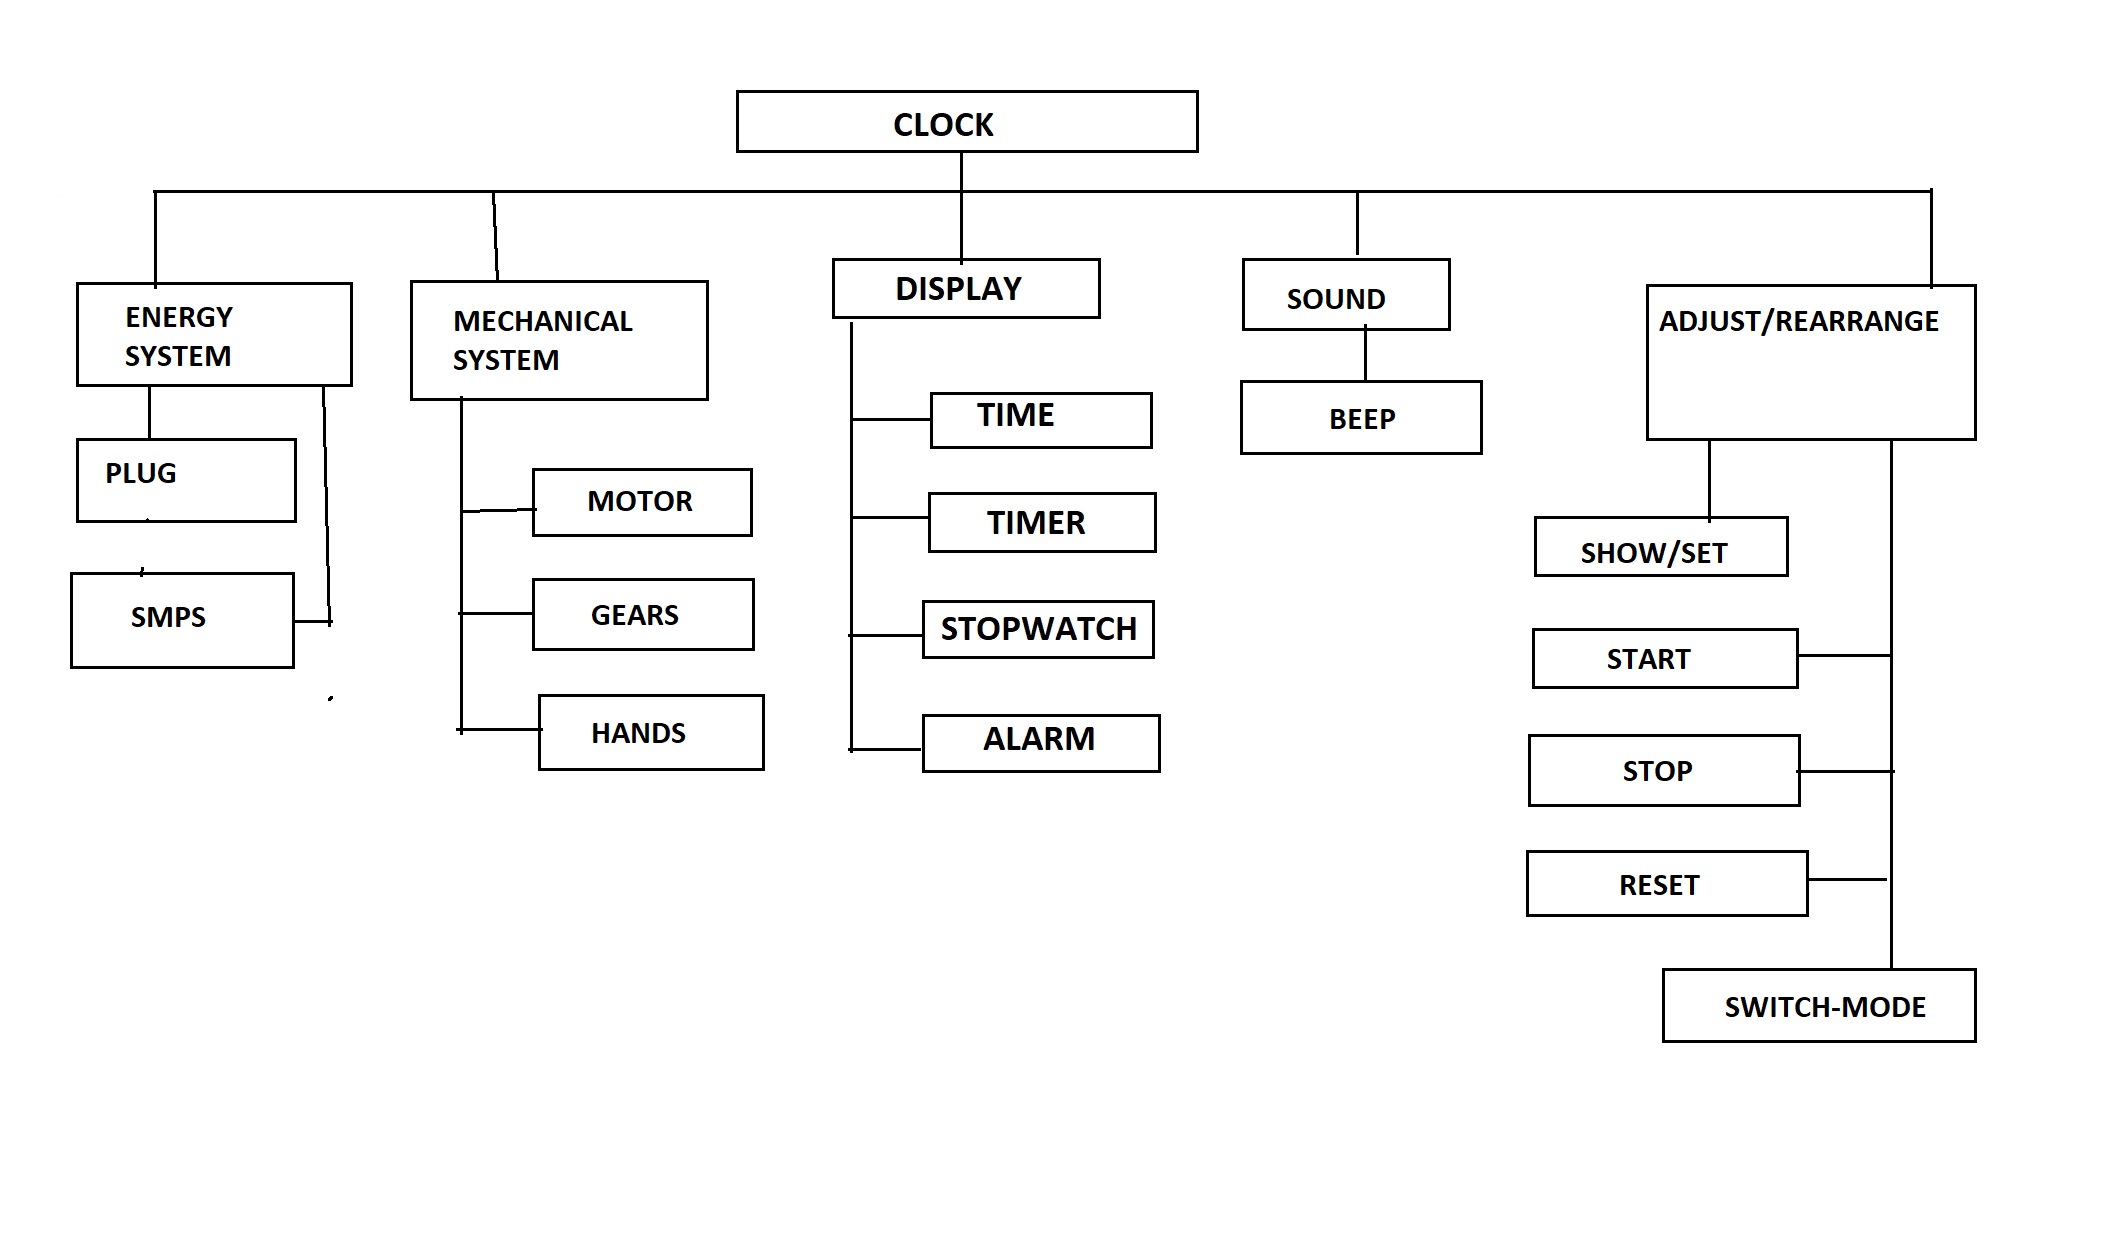 CLOCK
ENERGY
SYSTEM
PLUG
SMPS
MECHANICAL
SYSTEM
MOTOR
GEARS
HANDS
DISPLAY
TIME
TIMER
STOPWATCH
ALARM
SOUND
BEEP
ADJUST/REARRANGE
SHOW/SET
START
STOP
RESET
SWITCH-MODE